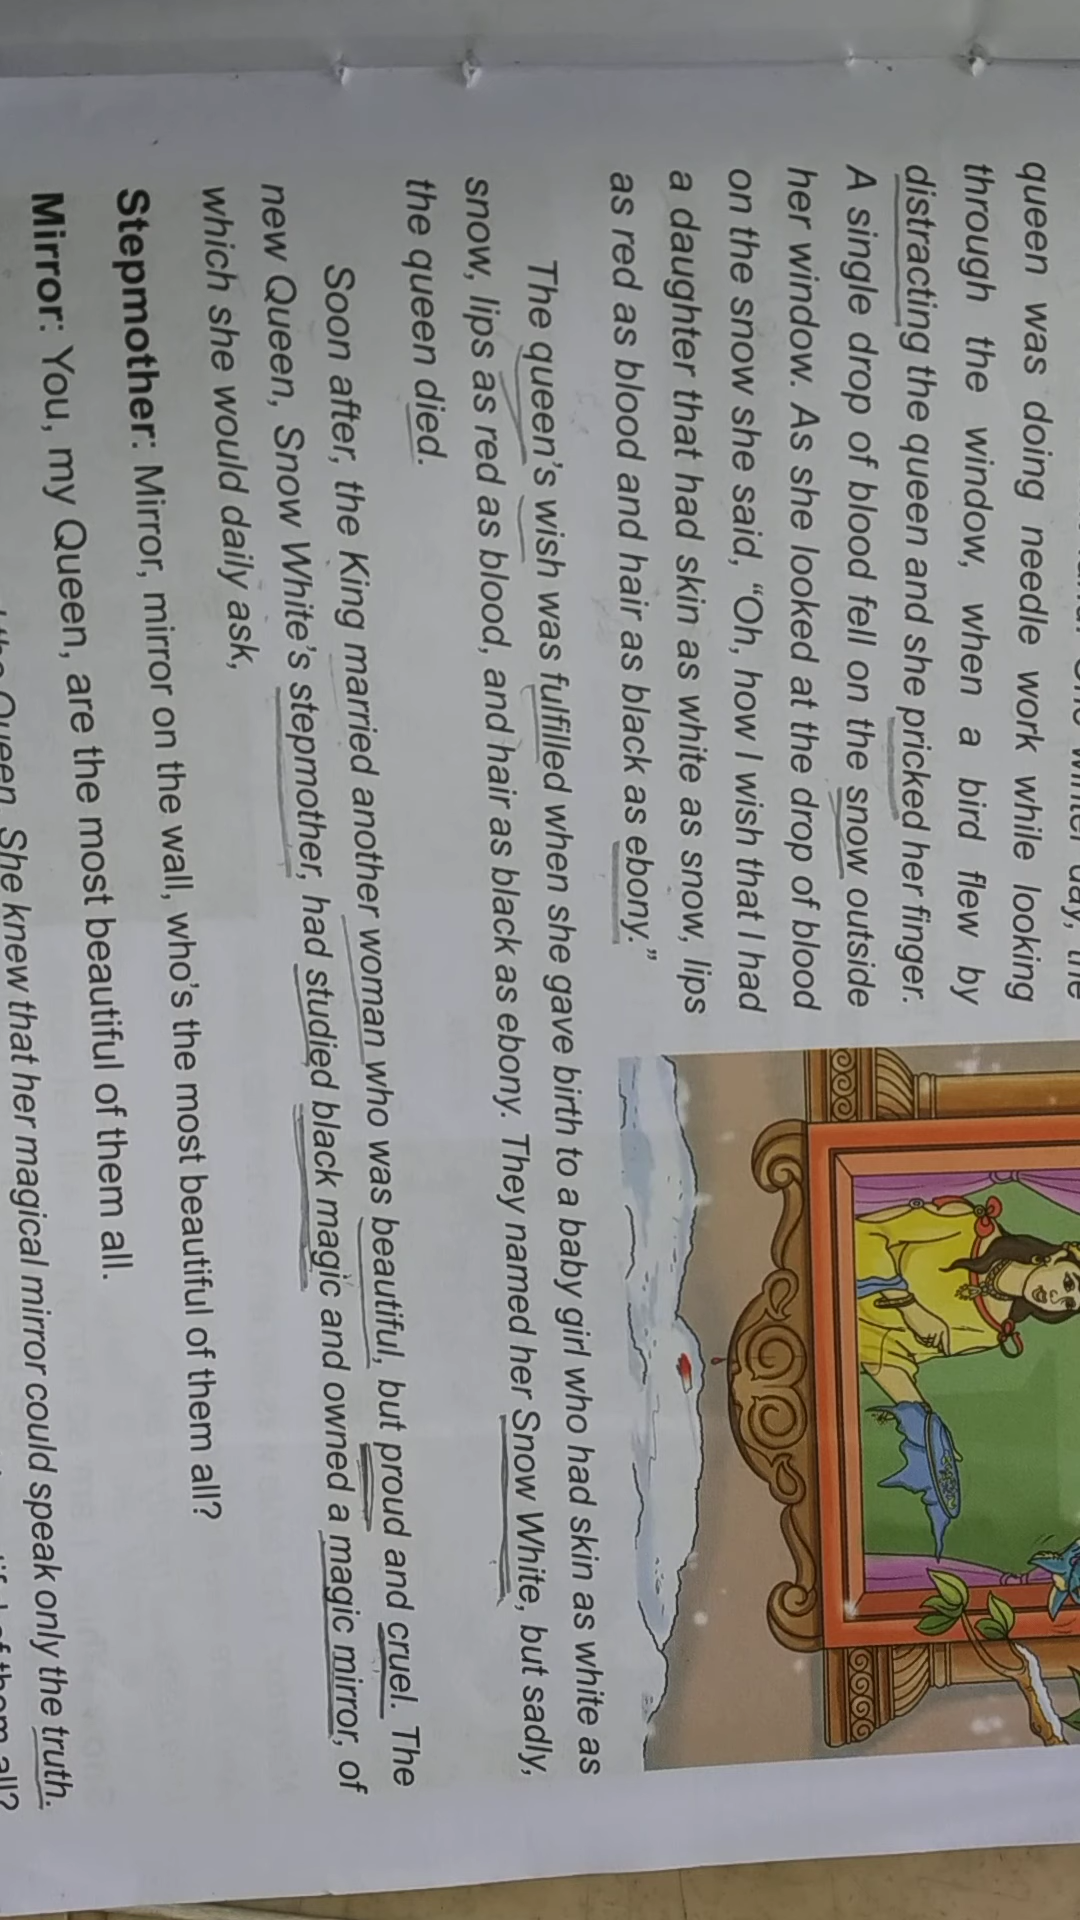 winter day, the
queen was doing needle work while looking
through the window, when a bird flew by
distracting the queen and she pricked her finger.
A single drop of blood fell on the snow outside
her window. As she looked at the drop of blood
on the snow she said, “Oh, how I wish that I had
a daughter that had skin as white as snow, lips
as red as blood and hair as black as ebony.”
The queen’s wish was fulfilled when she gave birth to a baby girl who had skin as white as
snow, lips as red as blood, and hair as black as ebony. They named her Snow White, but sadly,
the queen died.
Soon after, the King married another woman who was beautiful, but proud and cruel. The
new Queen, Snow White’s stepmother, had studied black magic and owned a magic mirror, of
which she would daily ask,
Stepmother: Mirror, mirror on the wall, who’s the most beautiful of them all?
Mirror: You, my Queen, are the most beautiful of them all.
the Queen. She knew that her magical mirror could speak only the truth.
of them all?